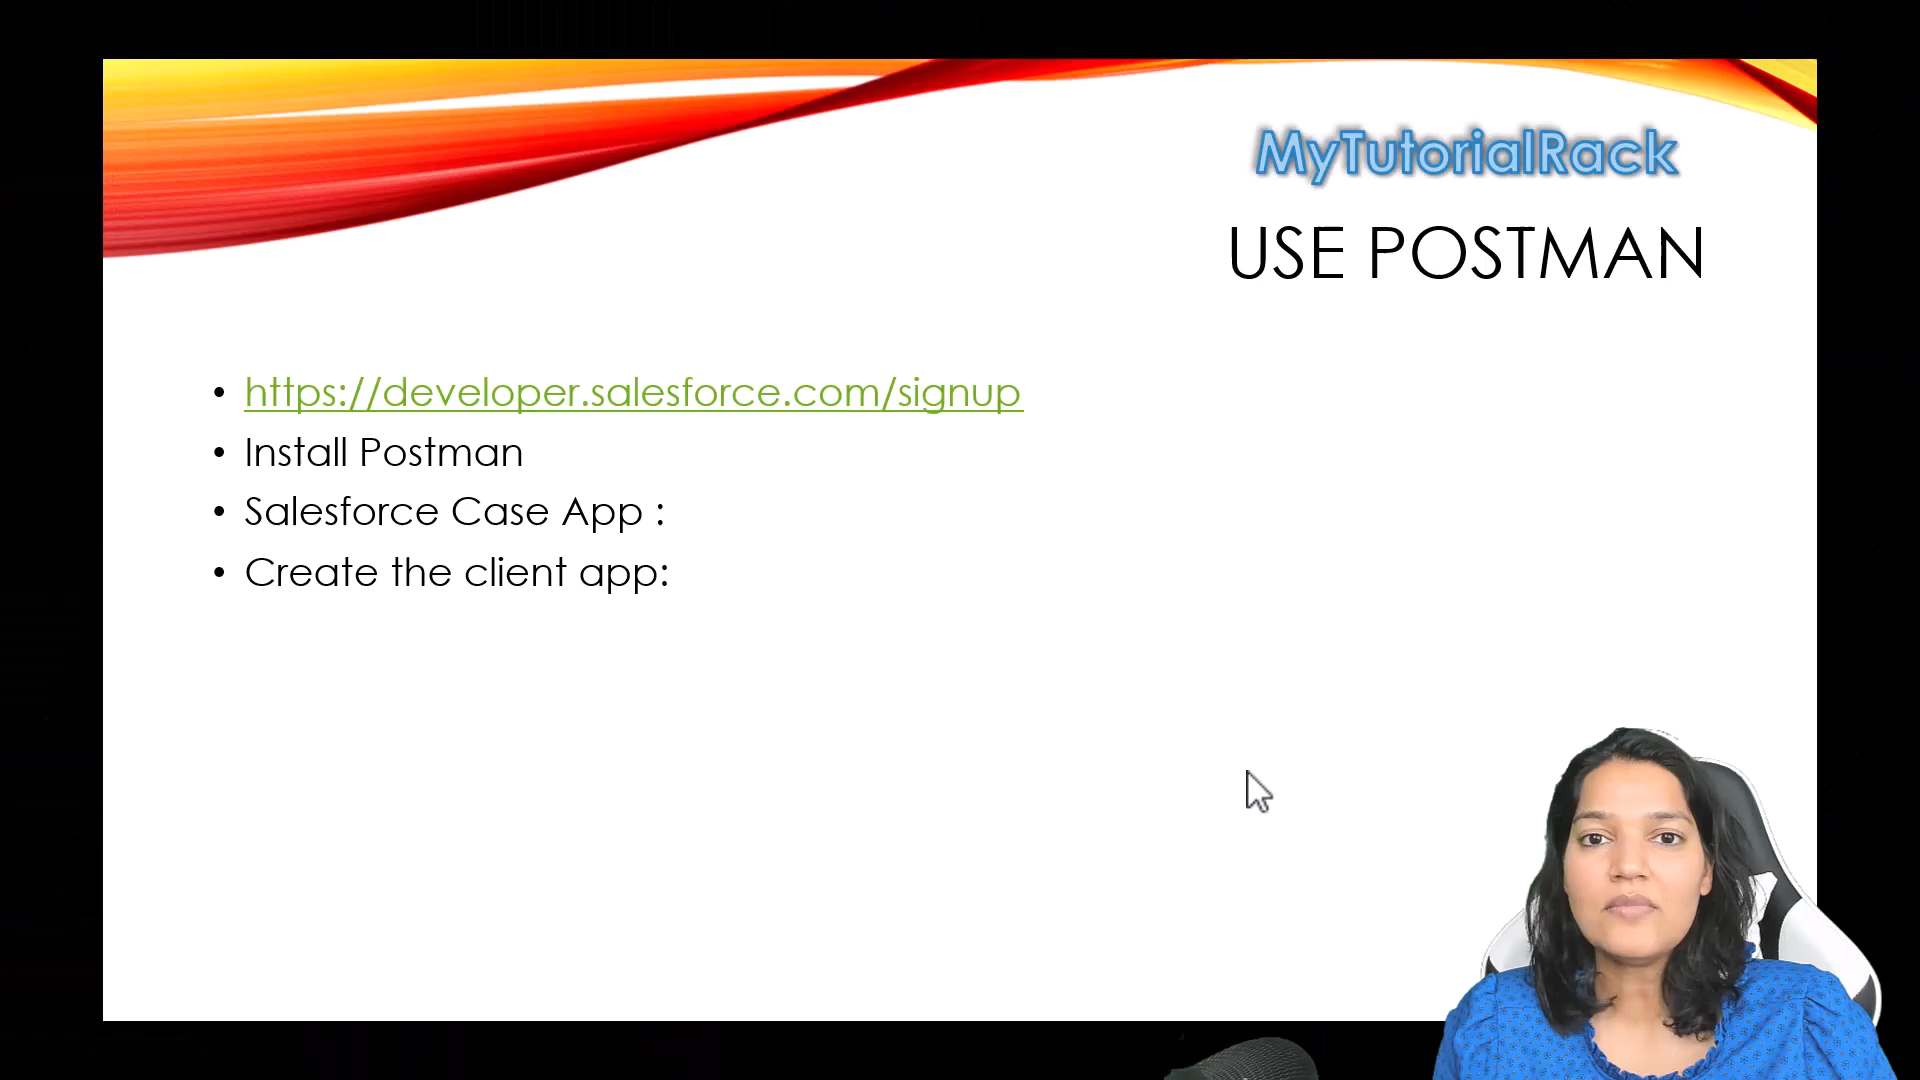 MyTutorialRack
USE POSTMAN
• https://developer.salesforce.com/signup
• Install Postman
• Salesforce Case App :
• Create the client app: